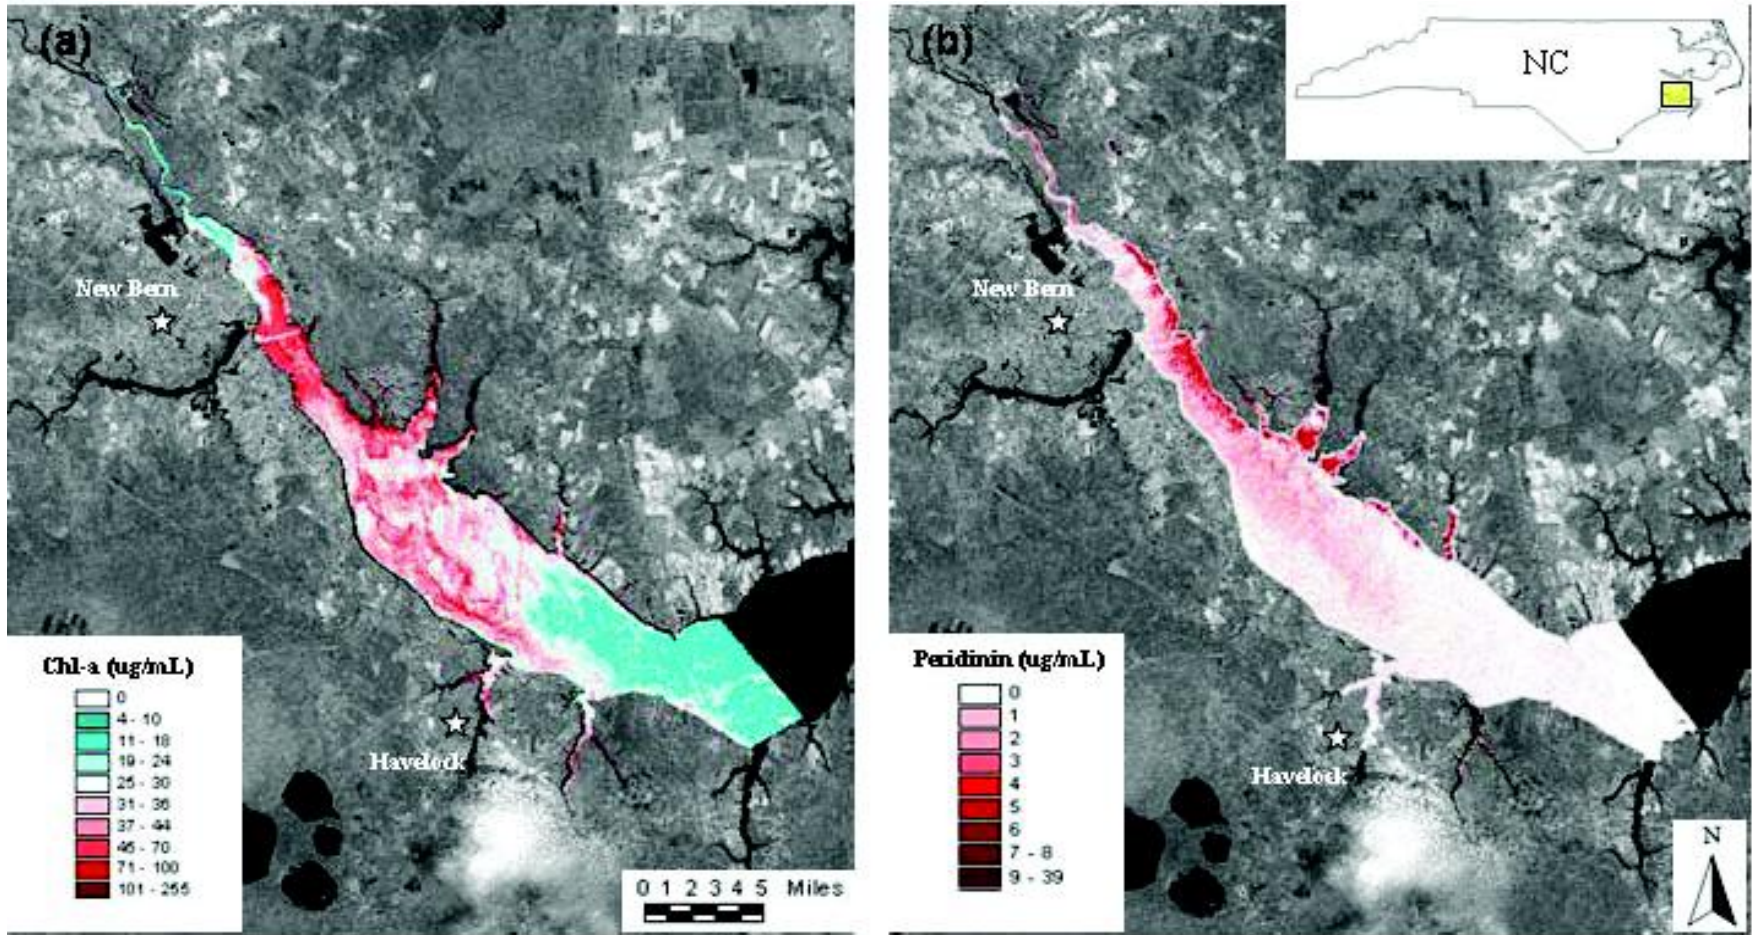 (a)
New Bern
Havelock
Chl-a (ug/mL)
0
4 - 10
11 - 18
19 - 24
25 - 30
31 - 36
37 - 44
45 - 70
71 - 100
101 - 255
0 1 2 3 4 5 Miles
(b)
NC
New Bern
Havelock
Peridinin (ug/mL)
0
1
2
3
4
5
6
7 - 8
9 - 39
N